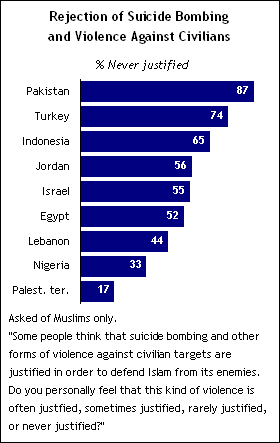 Rejection of Suicide Bombing
and Violence Against Civilians
% Never justified
Pakistan 87
Turkey 74
Indonesia 65
Jordan 56
Israel 55
Egypt 52
Lebanon 44
Nigeria 33
Palest. ter. 17
Asked of Muslims only.
"Some people think that suicide bombing and other
forms of violence against civilian targets are
justified in order to defend Islam from its enemies.
Do you personally feel that this kind of violence is
often justfied, sometimes justified, rarely justified,
or never justified?"